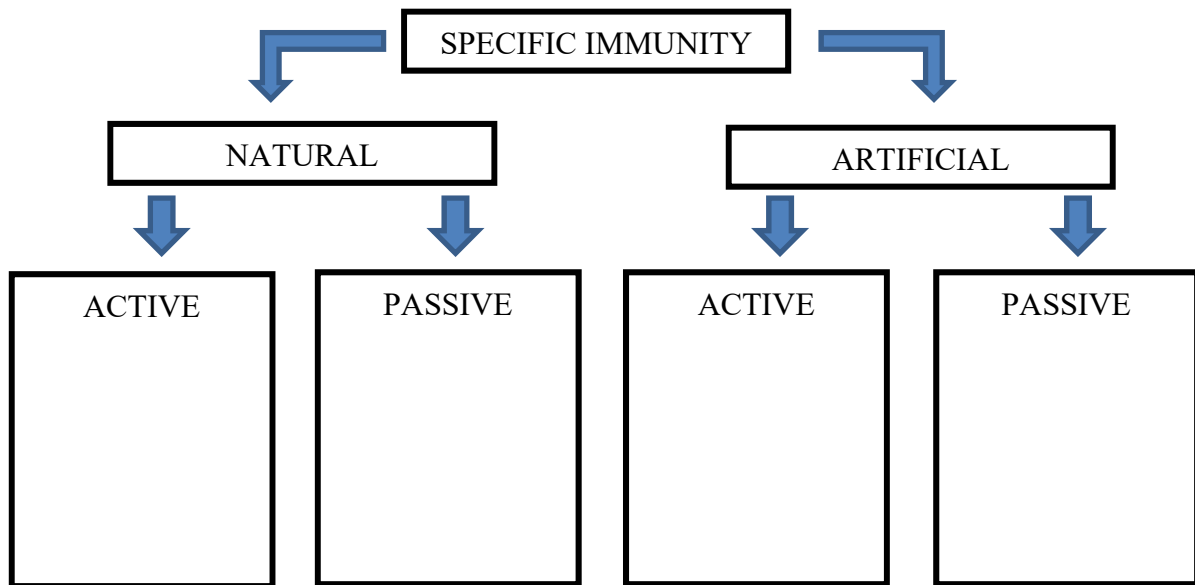 SPECIFIC IMMUNITY
NATURAL
ARTIFICIAL
ACTIVE
PASSIVE
ACTIVE
PASSIVE